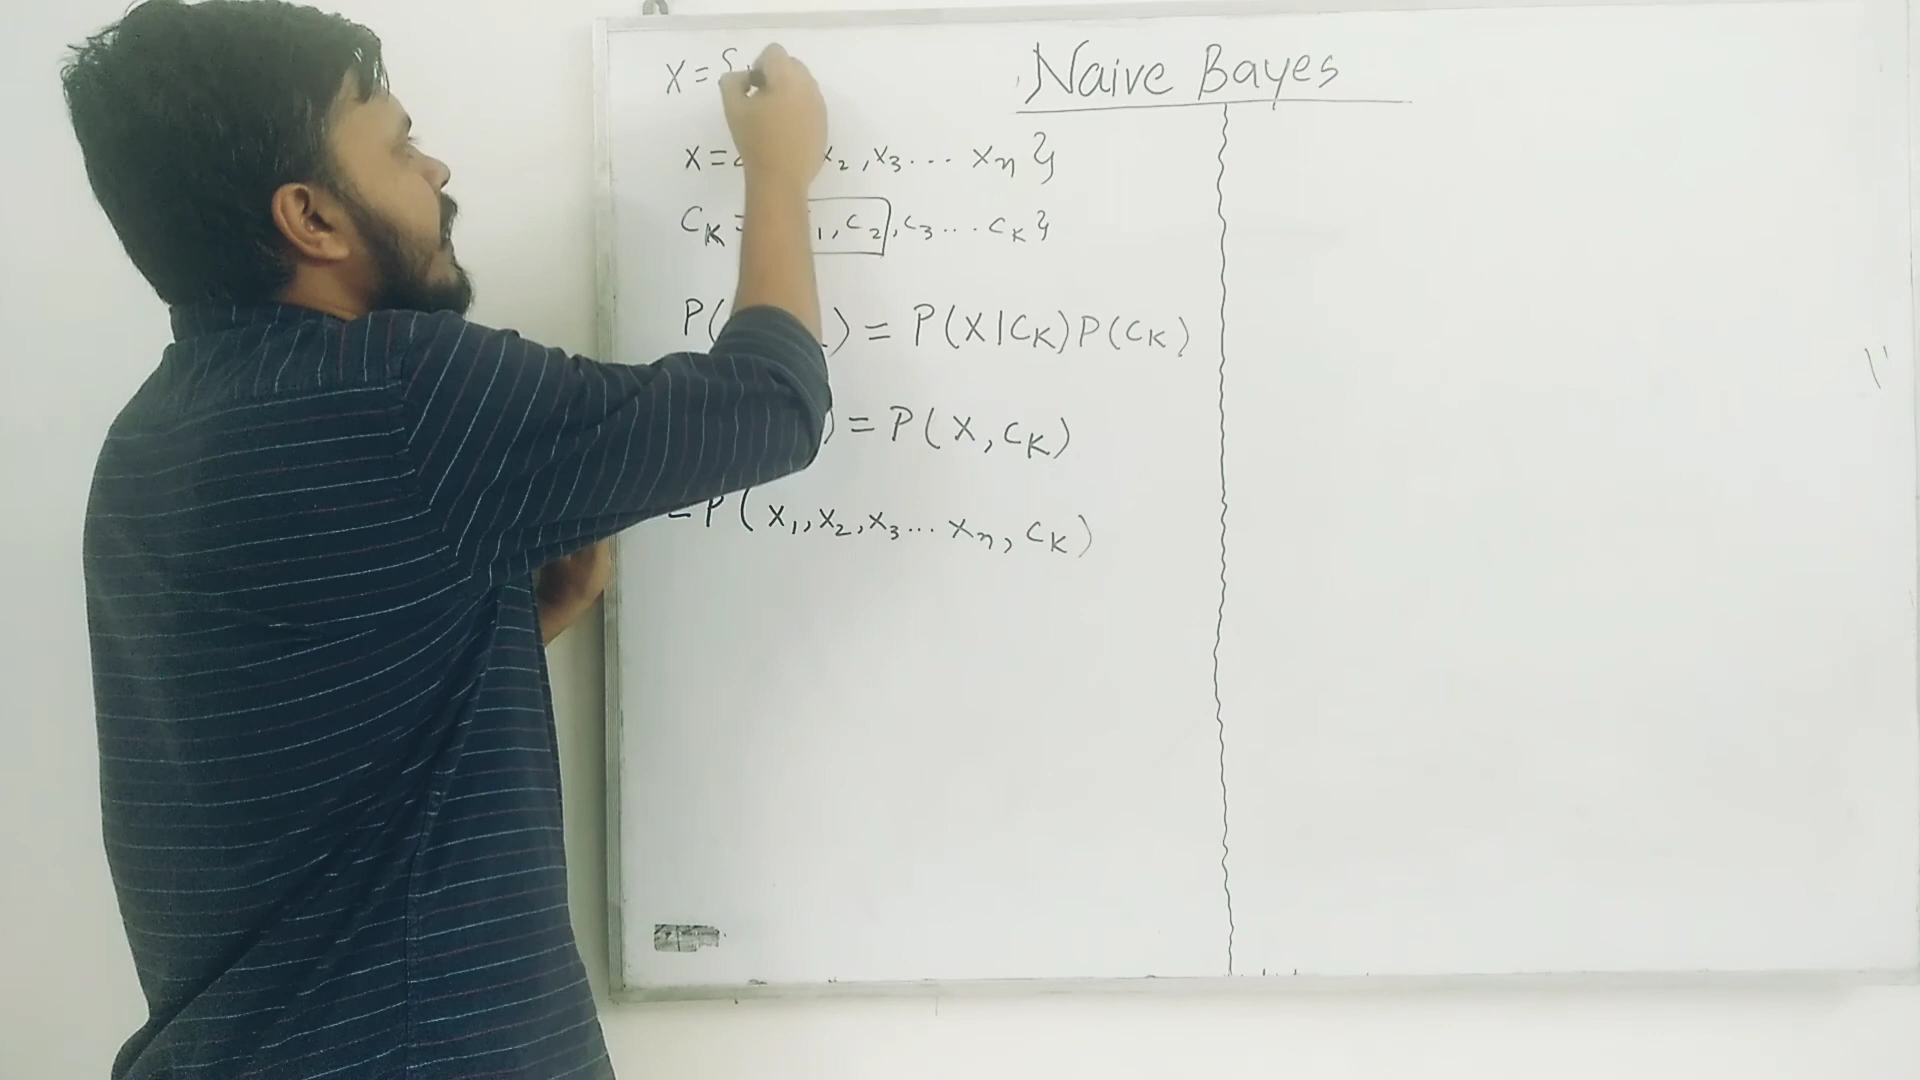 Naive Bayes
X = {
X = x₂, x₃ ... xₙ }
Cₖ = ₁, C₂, C₃ ... Cₖ }
P( ) = P(X|Cₖ) P(Cₖ)
) = P(X, Cₖ)
= P(x₁, x₂, x₃ ... xₙ, Cₖ)